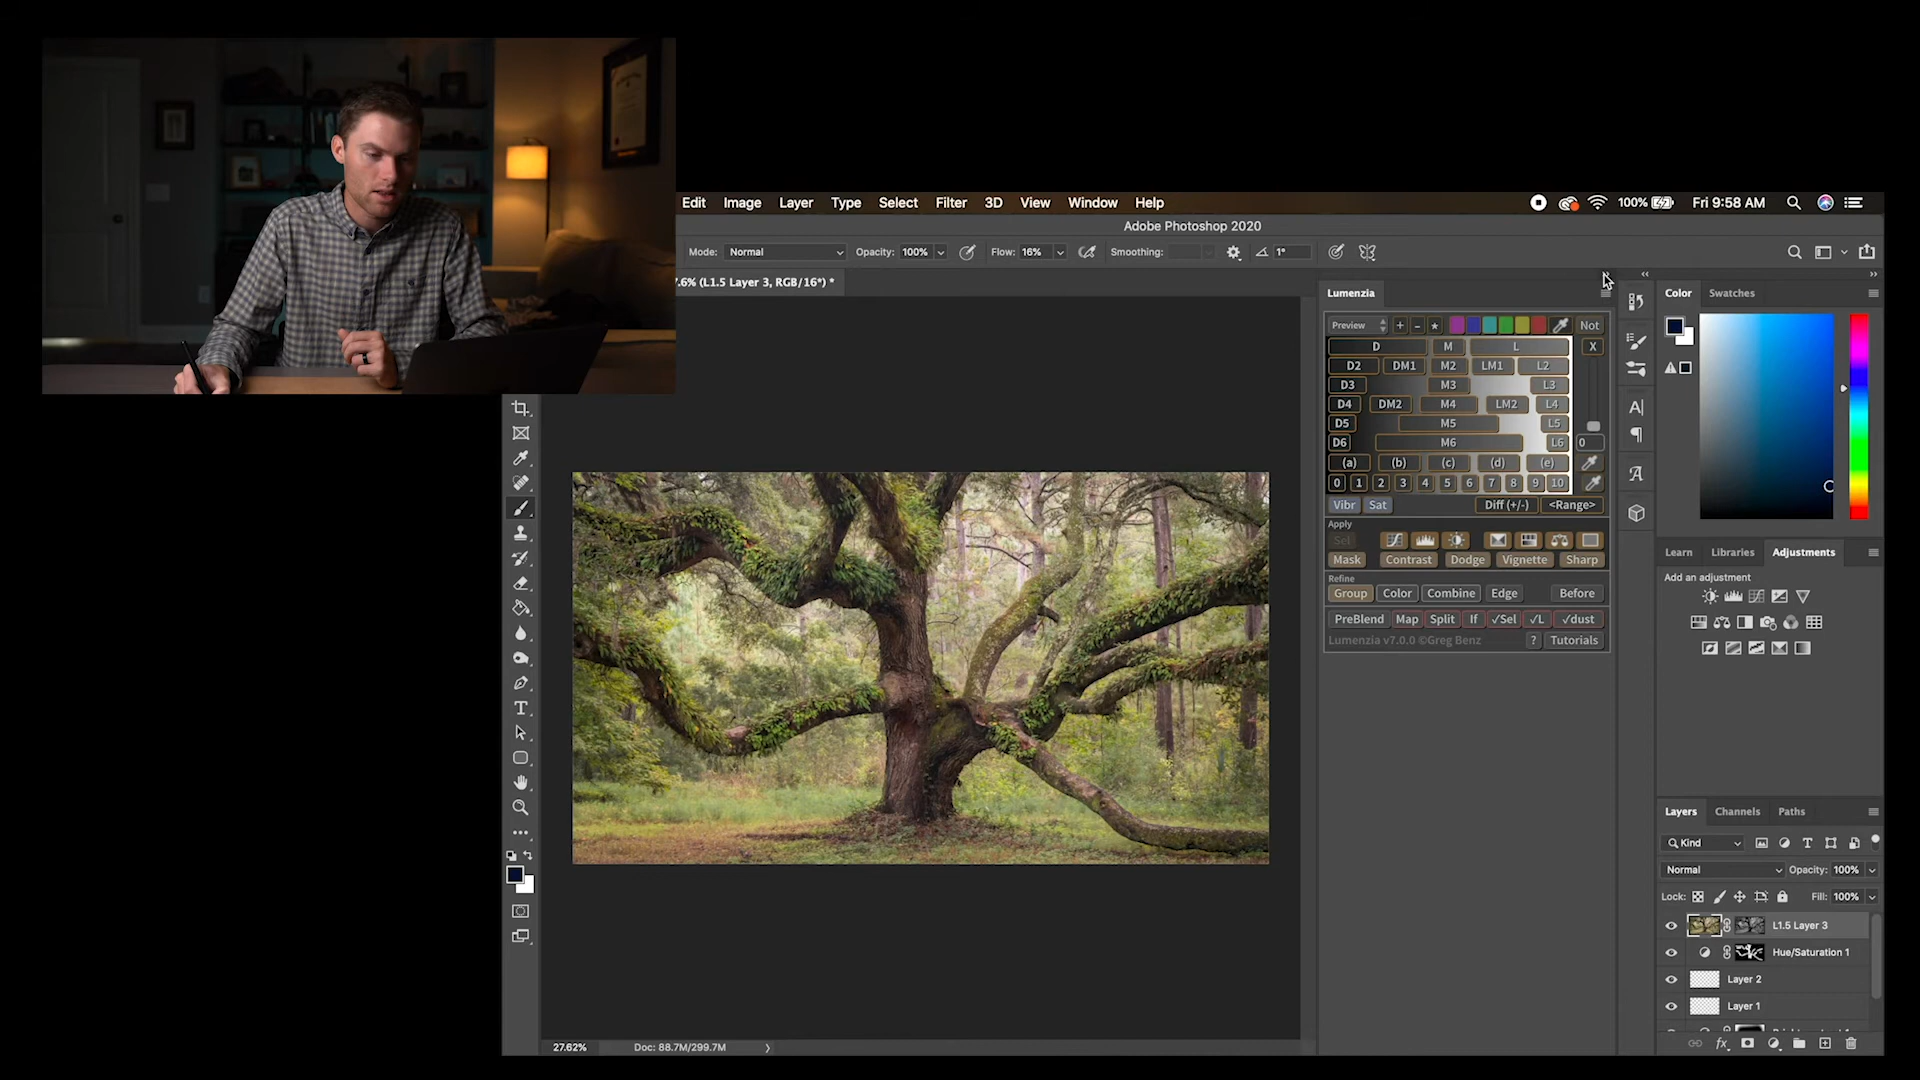 Edit Image Layer Type Select Filter 3D View Window Help 100% Fri 9:58 AM
Adobe Photoshop 2020
Mode: Normal Opacity: 100% Flow: 16% Smoothing: 1°
.6% (L1.5 Layer 3, RGB/16*) *
Lumenzia
Preview + - ★ Not
D M L X
D2 DM1 M2 LM1 L2
D3 M3 L3
D4 DM2 M4 LM2 L4
D5 M5 L5
D6 M6 L6 0
(a) (b) (c) (d) (e)
0 1 2 3 4 5 6 7 8 9 10
Vibr Sat Diff (+/-) <Range>
Apply
Sel
Mask Contrast Dodge Vignette Sharp
Refine
Group Color Combine Edge Before
PreBlend Map Split If ✓Sel ✓L ✓dust
Lumenzia v7.0.0 ©Greg Benz ? Tutorials
Color Swatches
Learn Libraries Adjustments
Add an adjustment
Layers Channels Paths
Kind
Normal Opacity: 100%
Lock: Fill: 100%
L1.5 Layer 3
Hue/Saturation 1
Layer 2
Layer 1
27.62% Doc: 88.7M/299.7M